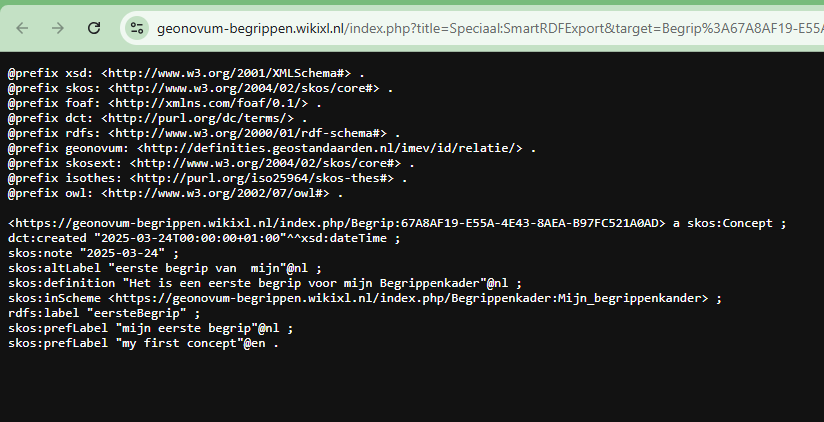 geonovum-begrippen.wikixl.nl/index.php?title=Speciaal:SmartRDFExport&target=Begrip%3A67A8AF19-E55A
@prefix xsd: <http://www.w3.org/2001/XMLSchema#> .
@prefix skos: <http://www.w3.org/2004/02/skos/core#> .
@prefix foaf: <http://xmlns.com/foaf/0.1/> .
@prefix dct: <http://purl.org/dc/terms/> .
@prefix rdfs: <http://www.w3.org/2000/01/rdf-schema#> .
@prefix geonovum: <http://definities.geostandaarden.nl/imev/id/relatie/> .
@prefix skosext: <http://www.w3.org/2004/02/skos/core#> .
@prefix isothes: <http://purl.org/iso25964/skos-thes#> .
@prefix owl: <http://www.w3.org/2002/07/owl#> .
<https://geonovum-begrippen.wikixl.nl/index.php/Begrip:67A8AF19-E55A-4E43-8AEA-B97FC521A0AD> a skos:Concept ;
dct:created "2025-03-24T00:00:00+01:00"^^xsd:dateTime ;
skos:note "2025-03-24" ;
skos:altLabel "eerste begrip van  mijn"@nl ;
skos:definition "Het is een eerste begrip voor mijn Begrippenkader"@nl ;
skos:inScheme <https://geonovum-begrippen.wikixl.nl/index.php/Begrippenkader:Mijn_begrippenkander> ;
rdfs:label "eersteBegrip" ;
skos:prefLabel "mijn eerste begrip"@nl ;
skos:prefLabel "my first concept"@en .